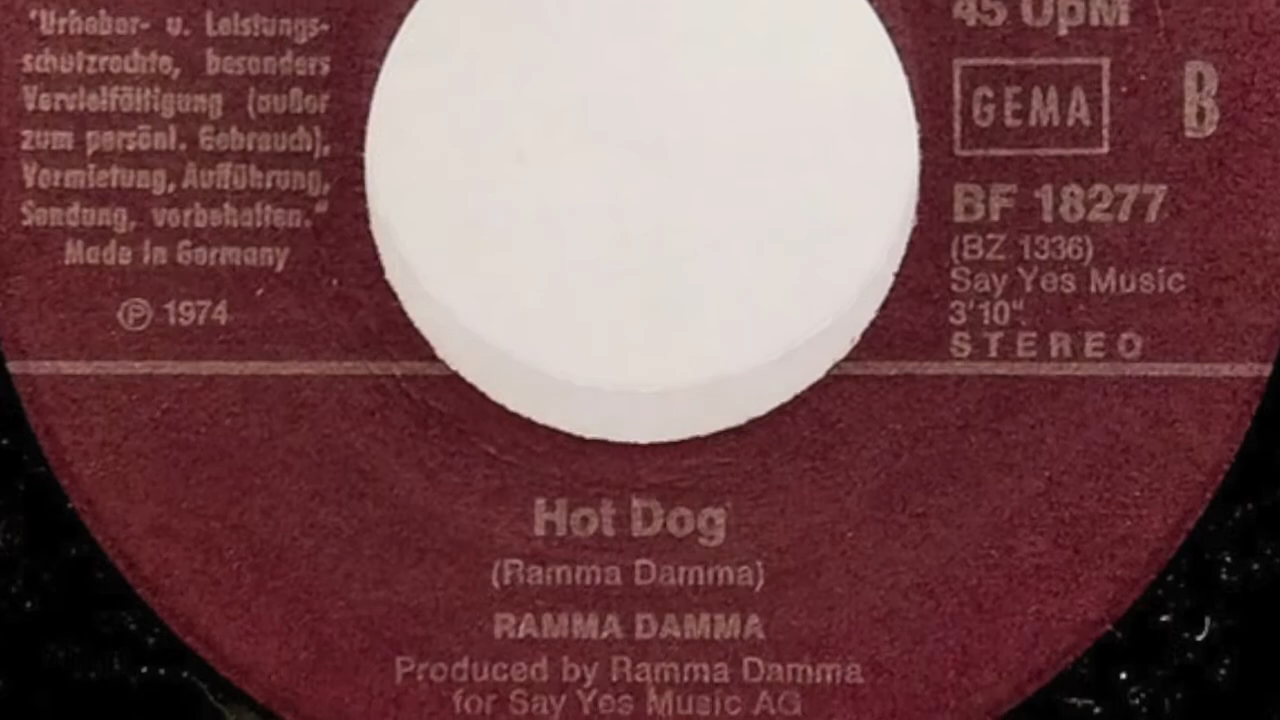 "Urheber- u. Leistungs-
schutzrechte, besonders
Vervielfältigung (außer
zum persönl. Gebrauch),
Vermietung, Aufführung,
Sendung, vorbehalten."
Made in Germany
Ⓟ 1974
45 UpM
GEMA
B
BF 18277
(BZ 1336)
Say Yes Music
3'10"
STEREO
Hot Dog
(Ramma Damma)
RAMMA DAMMA
Produced by Ramma Damma
for Say Yes Music AG